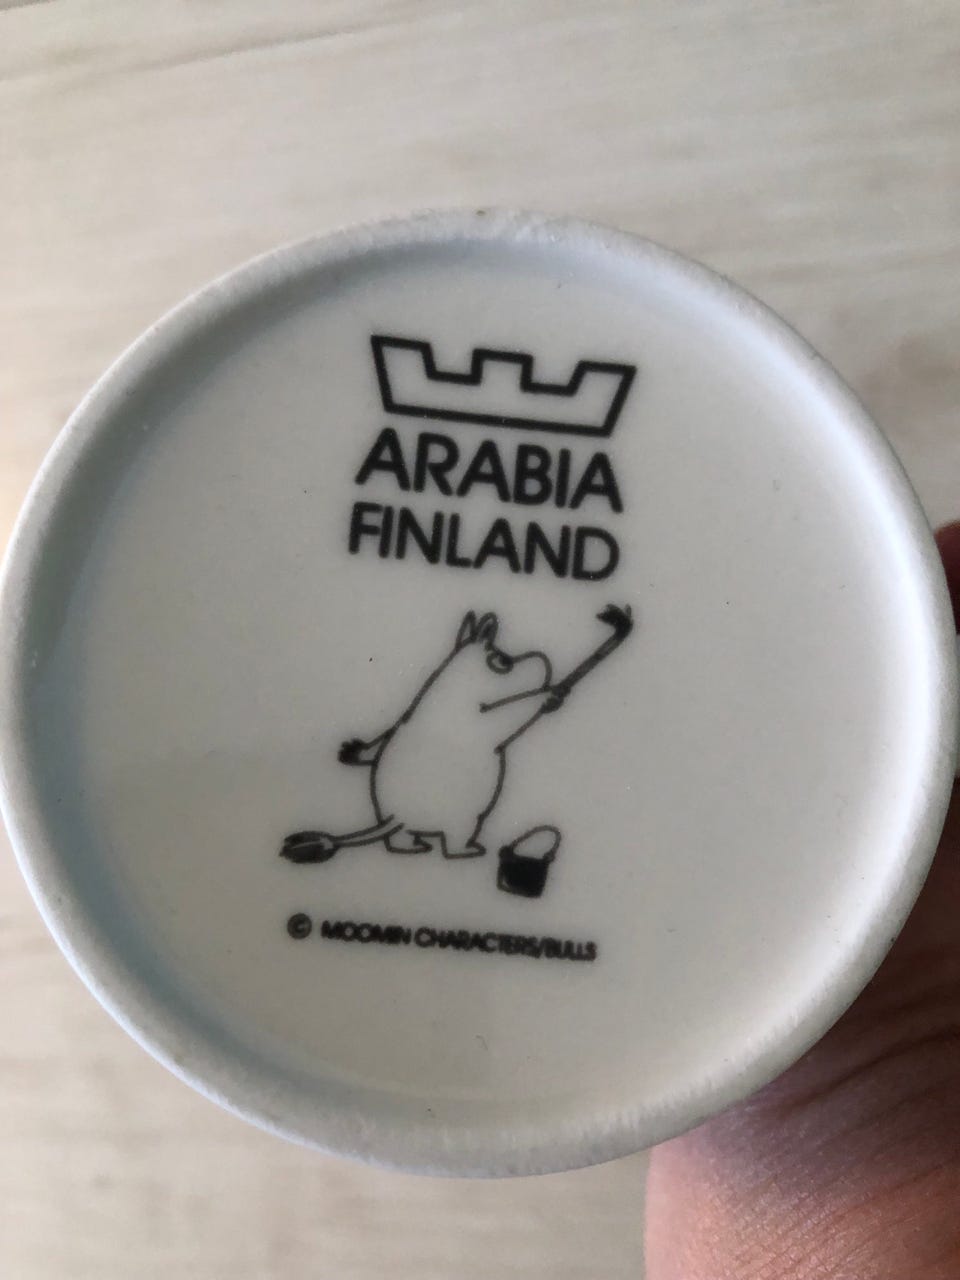 ARABIA
FINLAND
© MOOMIN CHARACTERS/BULLS